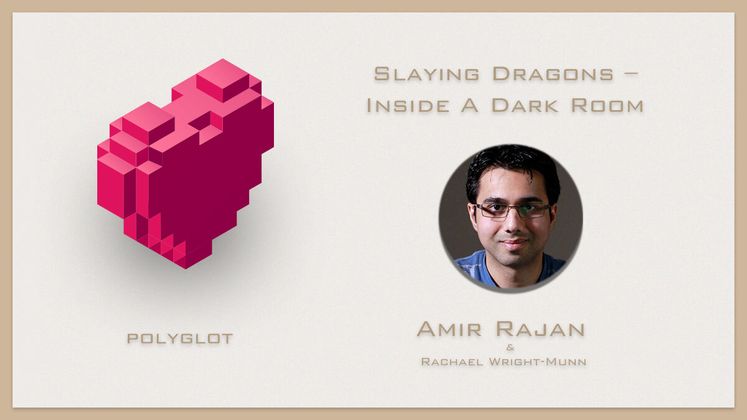 Slaying Dragons –
Inside A Dark Room
polyglot
Amir Rajan
&
Rachael Wright-Munn